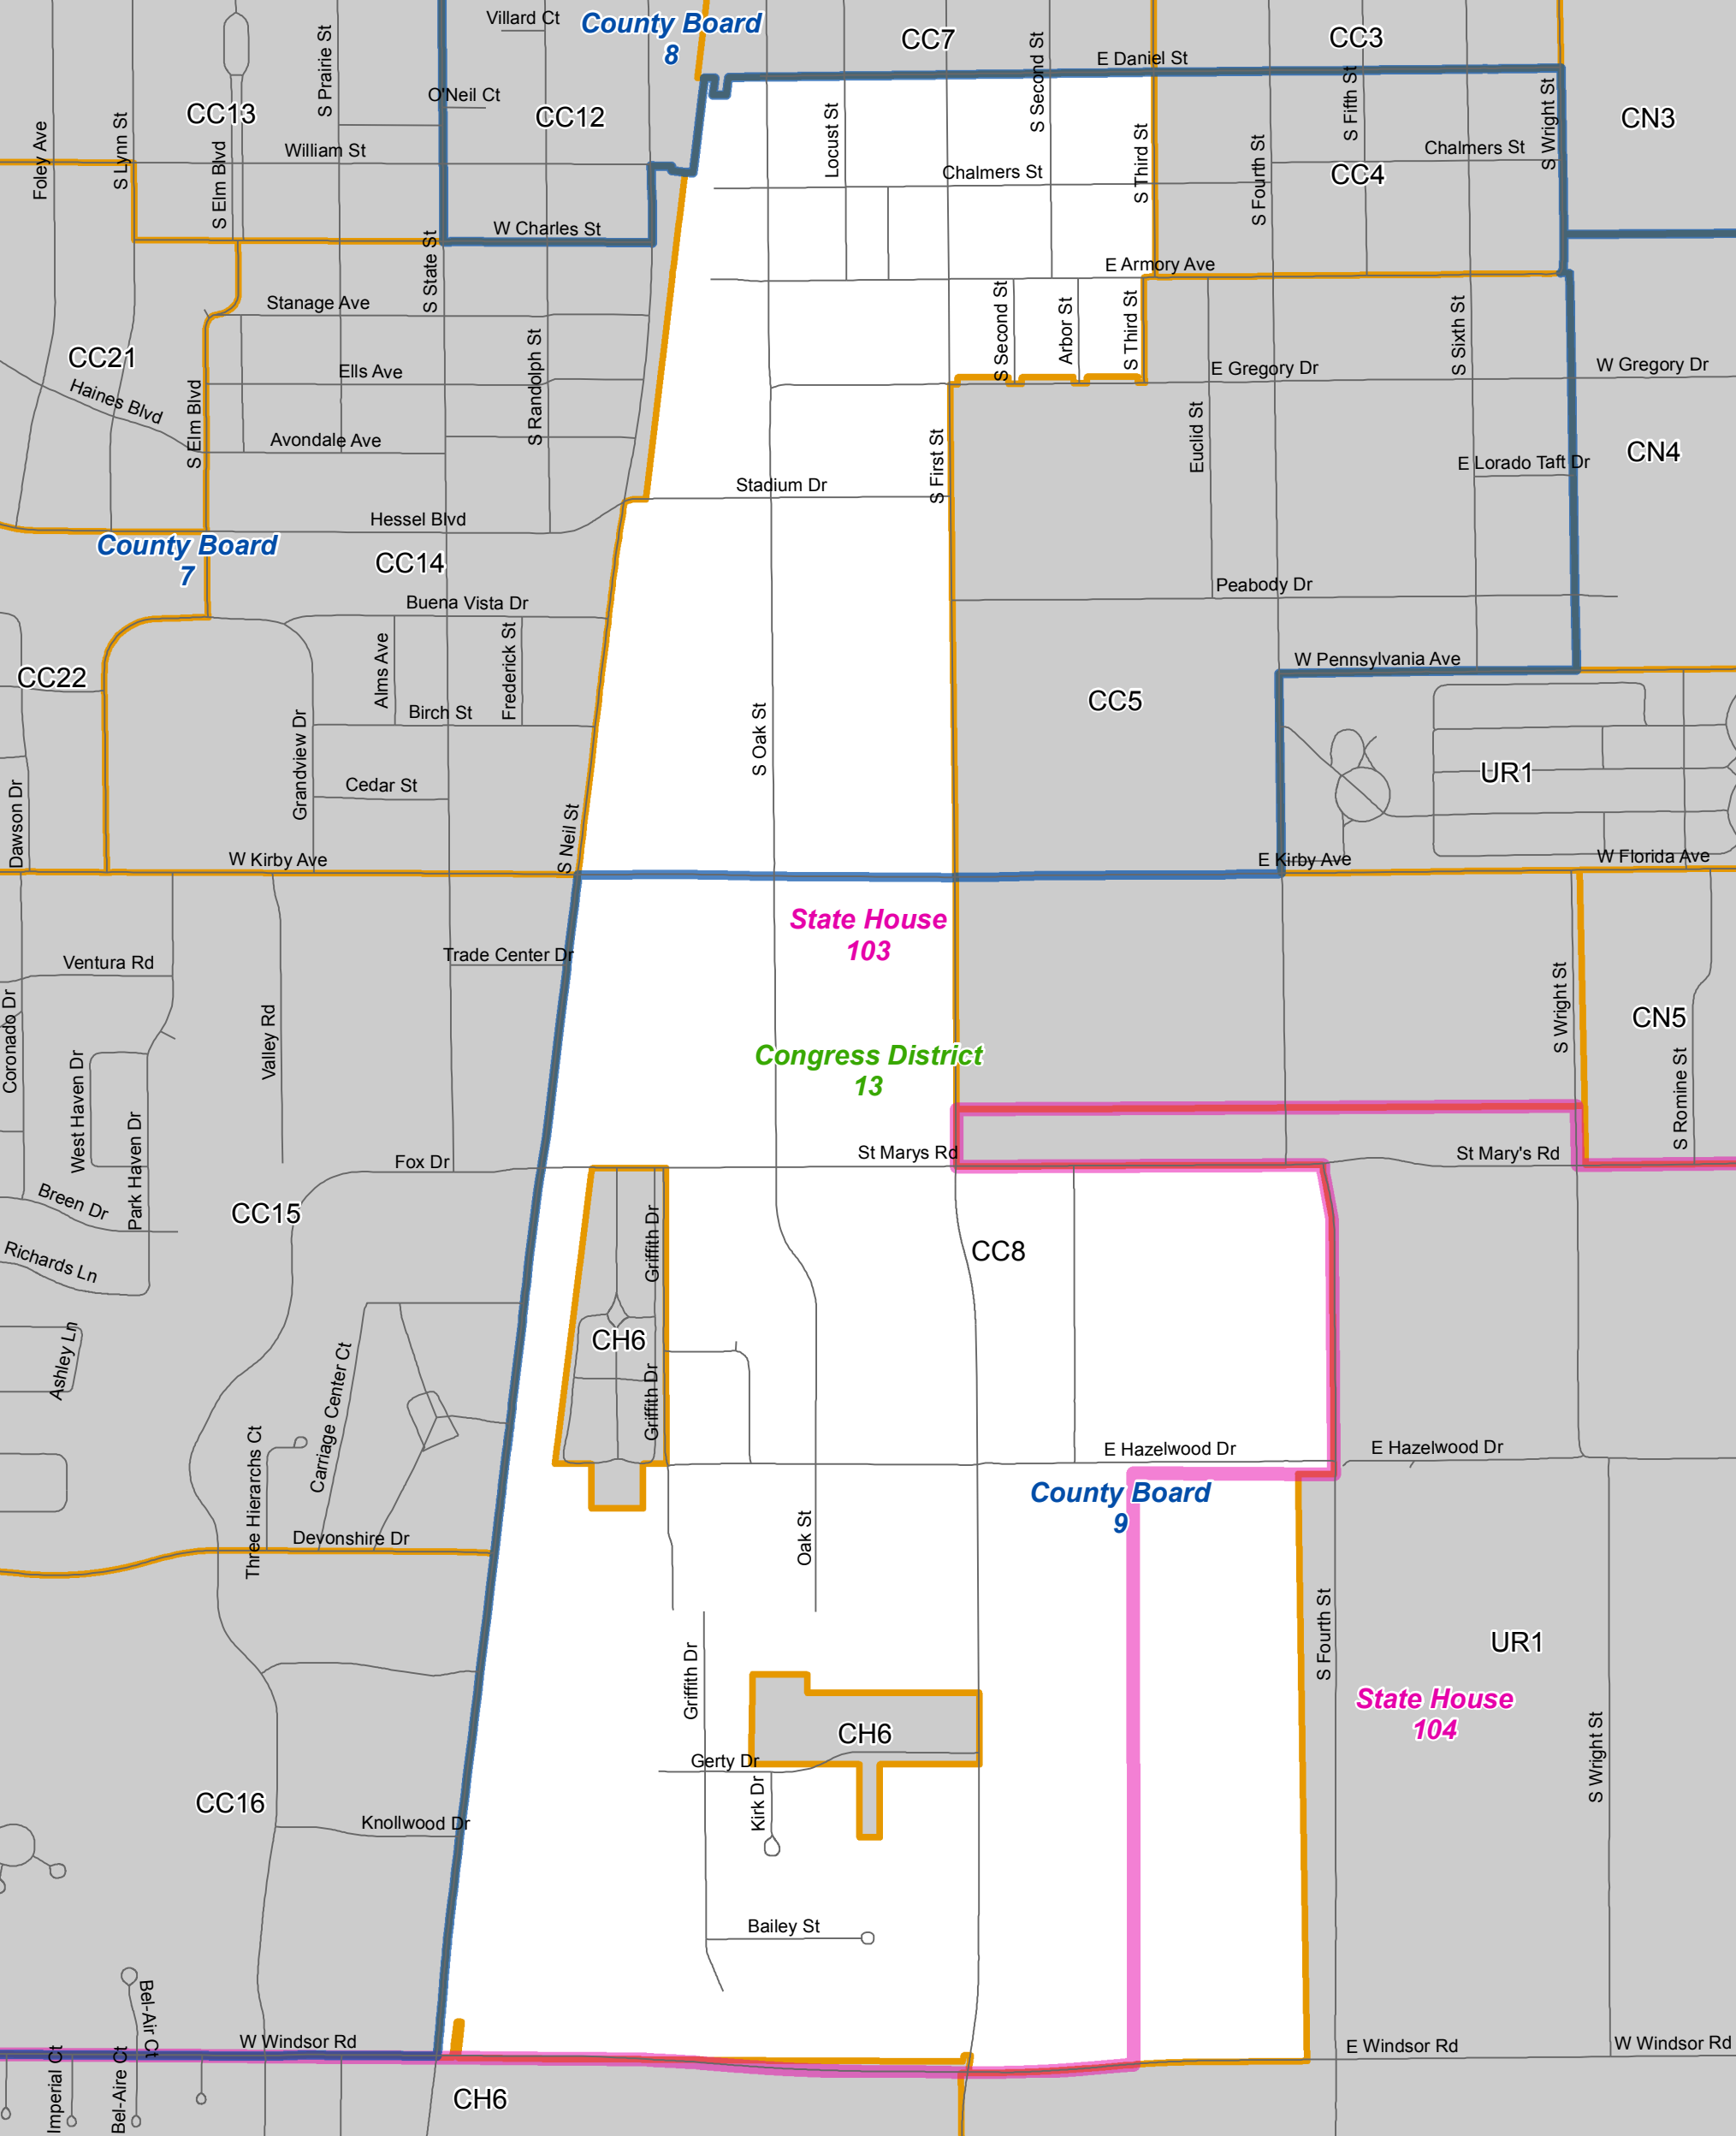 Villard Ct
County Board
8
CC7
CC3
S Prairie St
S Second St
E Daniel St
O'Neil Ct
CC13
CC12
S Fifth St
S Wright St
CN3
Foley Ave
S Lynn St
S Elm Blvd
William St
Locust St
S Third St
S Fourth St
Chalmers St
Chalmers St
CC4
W Charles St
S State St
E Armory Ave
Stanage Ave
S Second St
Arbor St
S Third St
S Sixth St
CC21
Ells Ave
S Randolph St
E Gregory Dr
W Gregory Dr
Haines Blvd
S Elm Blvd
Avondale Ave
S First St
Euclid St
E Lorado Taft Dr
CN4
Stadium Dr
Hessel Blvd
County Board
7
CC14
Peabody Dr
Buena Vista Dr
Alms Ave
Frederick St
CC22
W Pennsylvania Ave
Birch St
CC5
S Oak St
Grandview Dr
Cedar St
UR1
Dawson Dr
S Neil St
W Kirby Ave
E Kirby Ave
W Florida Ave
State House
103
Trade Center Dr
Ventura Rd
Coronado Dr
Valley Rd
West Haven Dr
Park Haven Dr
S Wright St
CN5
S Romine St
Congress District
13
Fox Dr
St Marys Rd
St Mary's Rd
Breen Dr
CC15
Richards Ln
Griffith Dr
CC8
CH6
Ashley Ln
Carriage Center Ct
Griffith Dr
Three Hierarchs Ct
E Hazelwood Dr
E Hazelwood Dr
County Board
9
Devonshire Dr
Oak St
S Fourth St
UR1
Griffith Dr
State House
104
CH6
Gerty Dr
Kirk Dr
S Wright St
CC16
Knollwood Dr
Bailey St
Bel-Air Ct
W Windsor Rd
E Windsor Rd
W Windsor Rd
Imperial Ct
Bel-Aire Ct
CH6